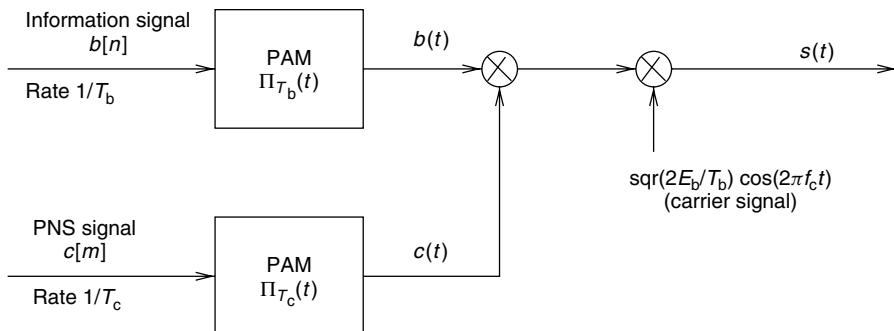 Information signal
b[n]
Rate 1/T_b
PAM
Π_{T_b}(t)
b(t)
s(t)
sqr(2E_b/T_b) cos(2πf_ct)
(carrier signal)
PNS signal
c[m]
Rate 1/T_c
PAM
Π_{T_c}(t)
c(t)